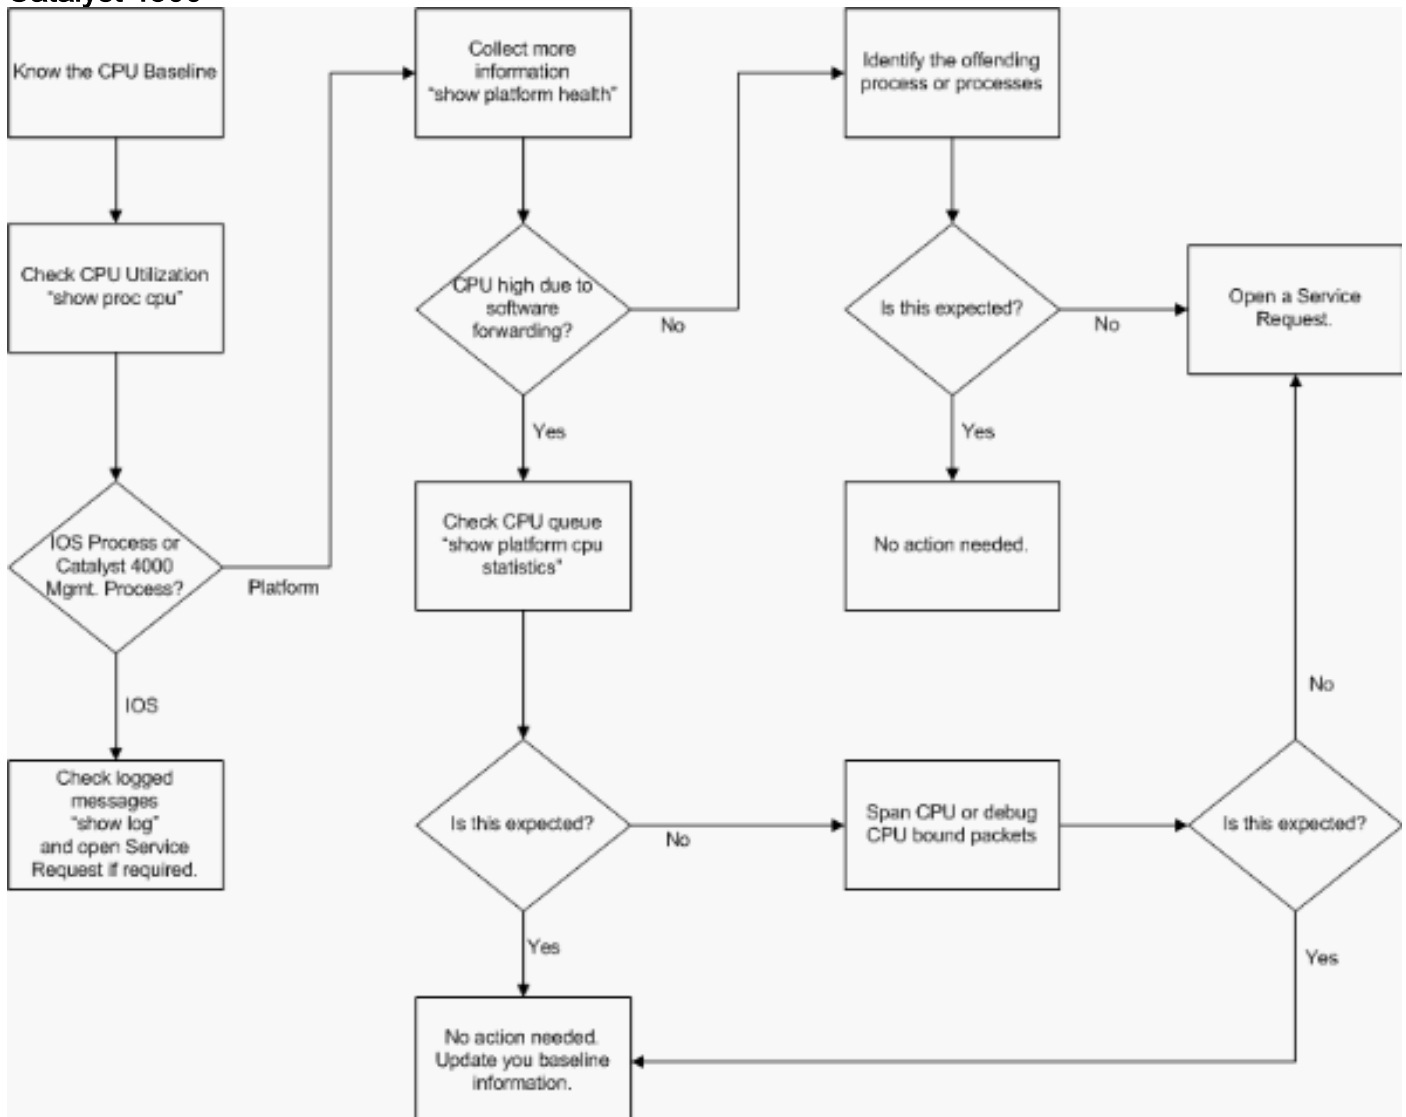 Know the CPU Baseline
Check CPU Utilization
"show proc cpu"
IOS Process or
Catalyst 4000
Mgmt. Process?
Platform
IOS
Check logged
messages
"show log"
and open Service
Request if required.
Collect more
information
"show platform health"
CPU high due to
software
forwarding?
No
Yes
Check CPU queue
"show platform cpu
statistics"
Is this expected?
No
Yes
No action needed.
Update you baseline
information.
Identify the offending
process or processes
Is this expected?
No
Yes
No action needed.
Span CPU or debug
CPU bound packets
Open a Service
Request.
No
Is this expected?
Yes